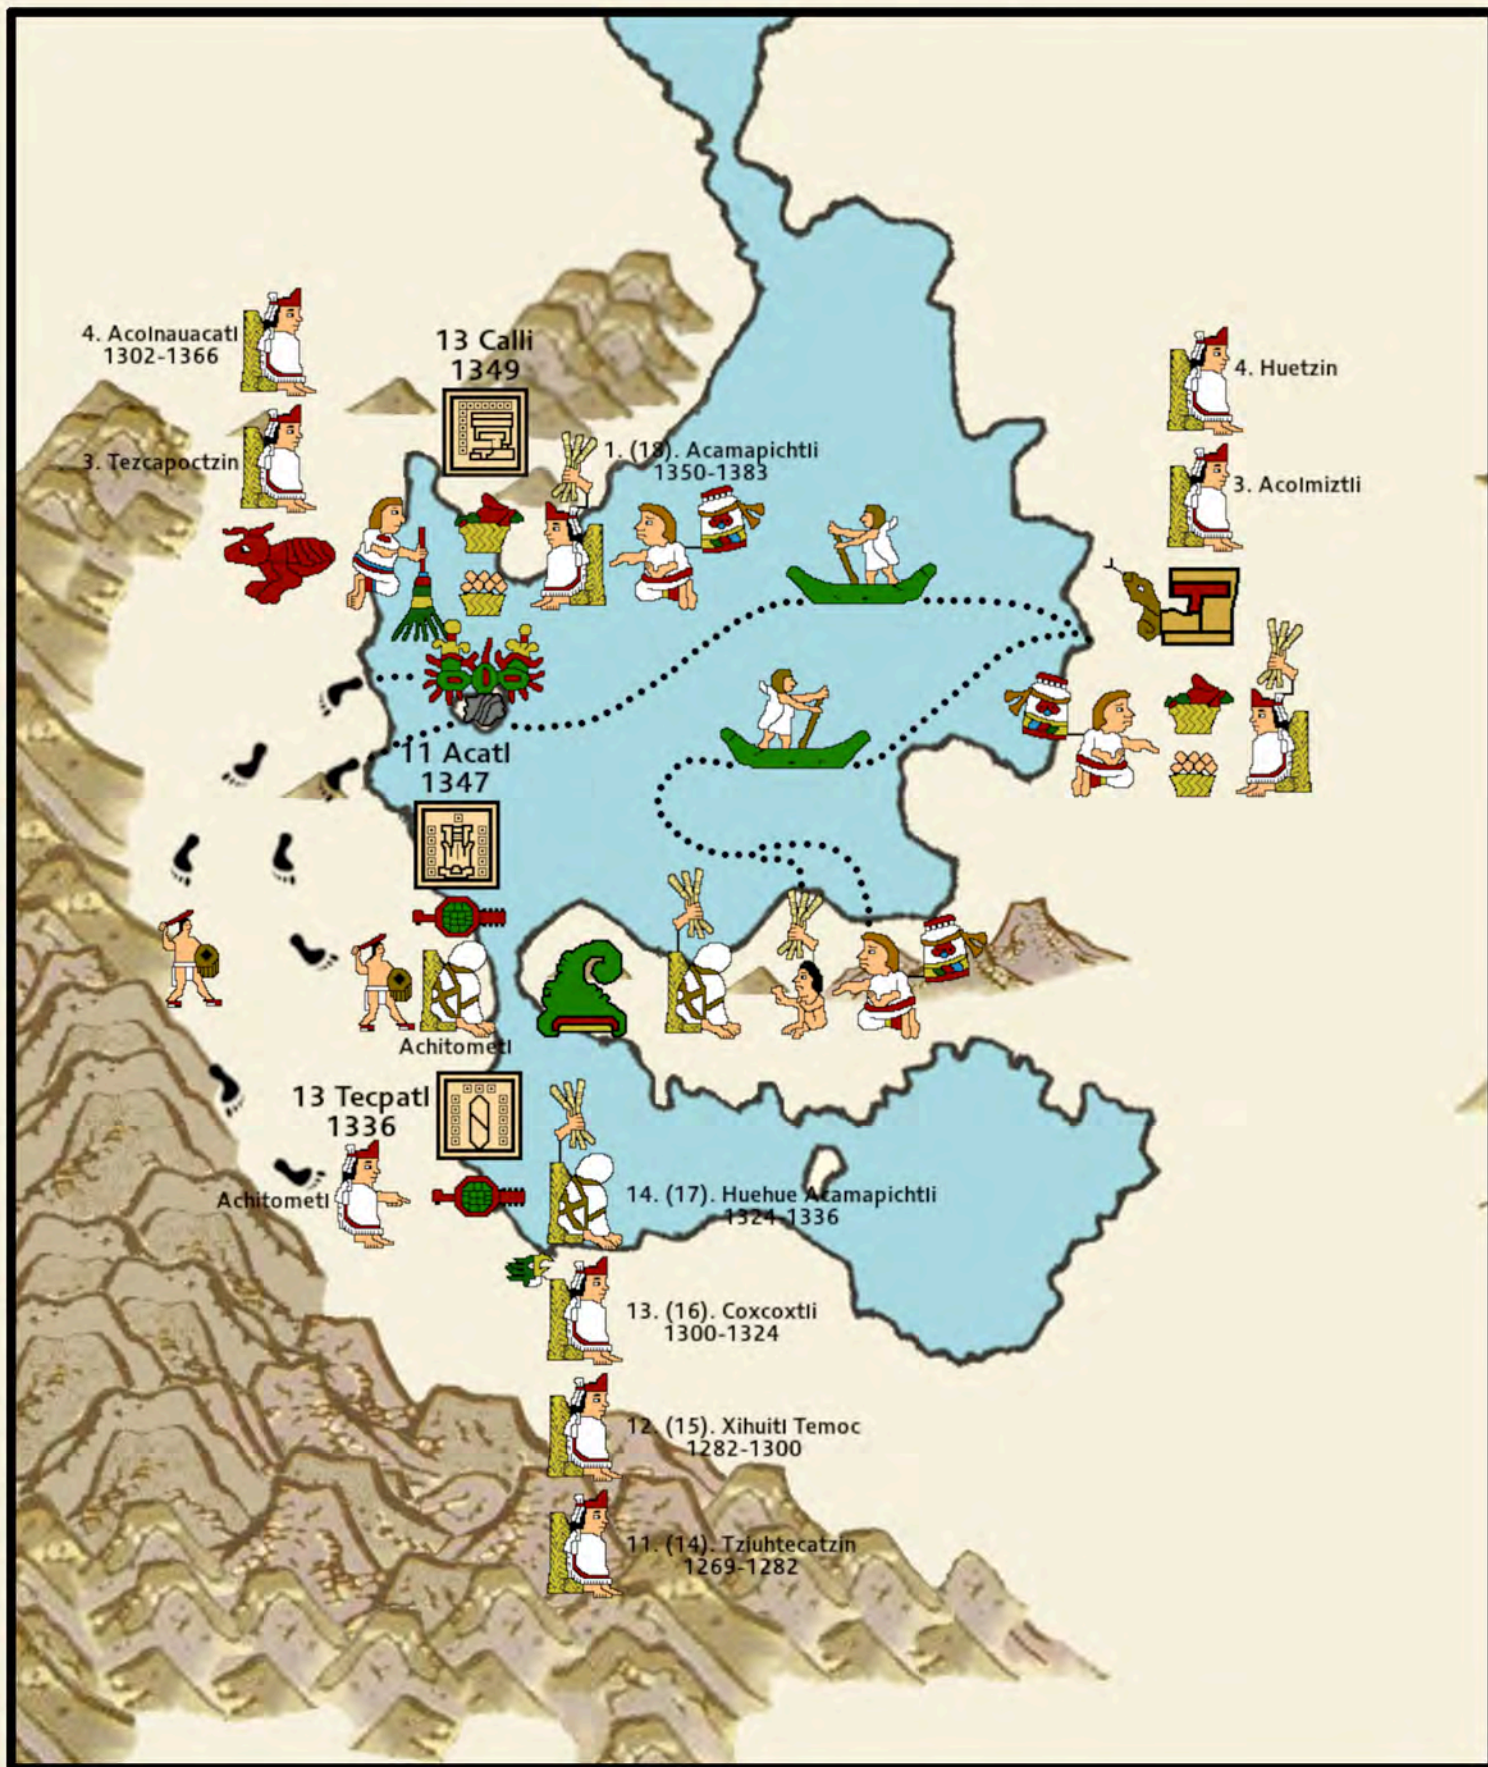 4. Acolnauacatl
1302-1366
3. Tezcapoctzin
13 Calli
1349
1. (18). Acamapichtli
1350-1383
4. Huetzin
3. Acolmiztli
11 Acatl
1347
Achitometl
13 Tecpatl
1336
Achitometl
14. (17). Huehue Acamapichtli
1324-1336
13. (16). Coxcoxtli
1300-1324
12. (15). Xihuitl Temoc
1282-1300
11. (14). Tziuhtecatzin
1269-1282